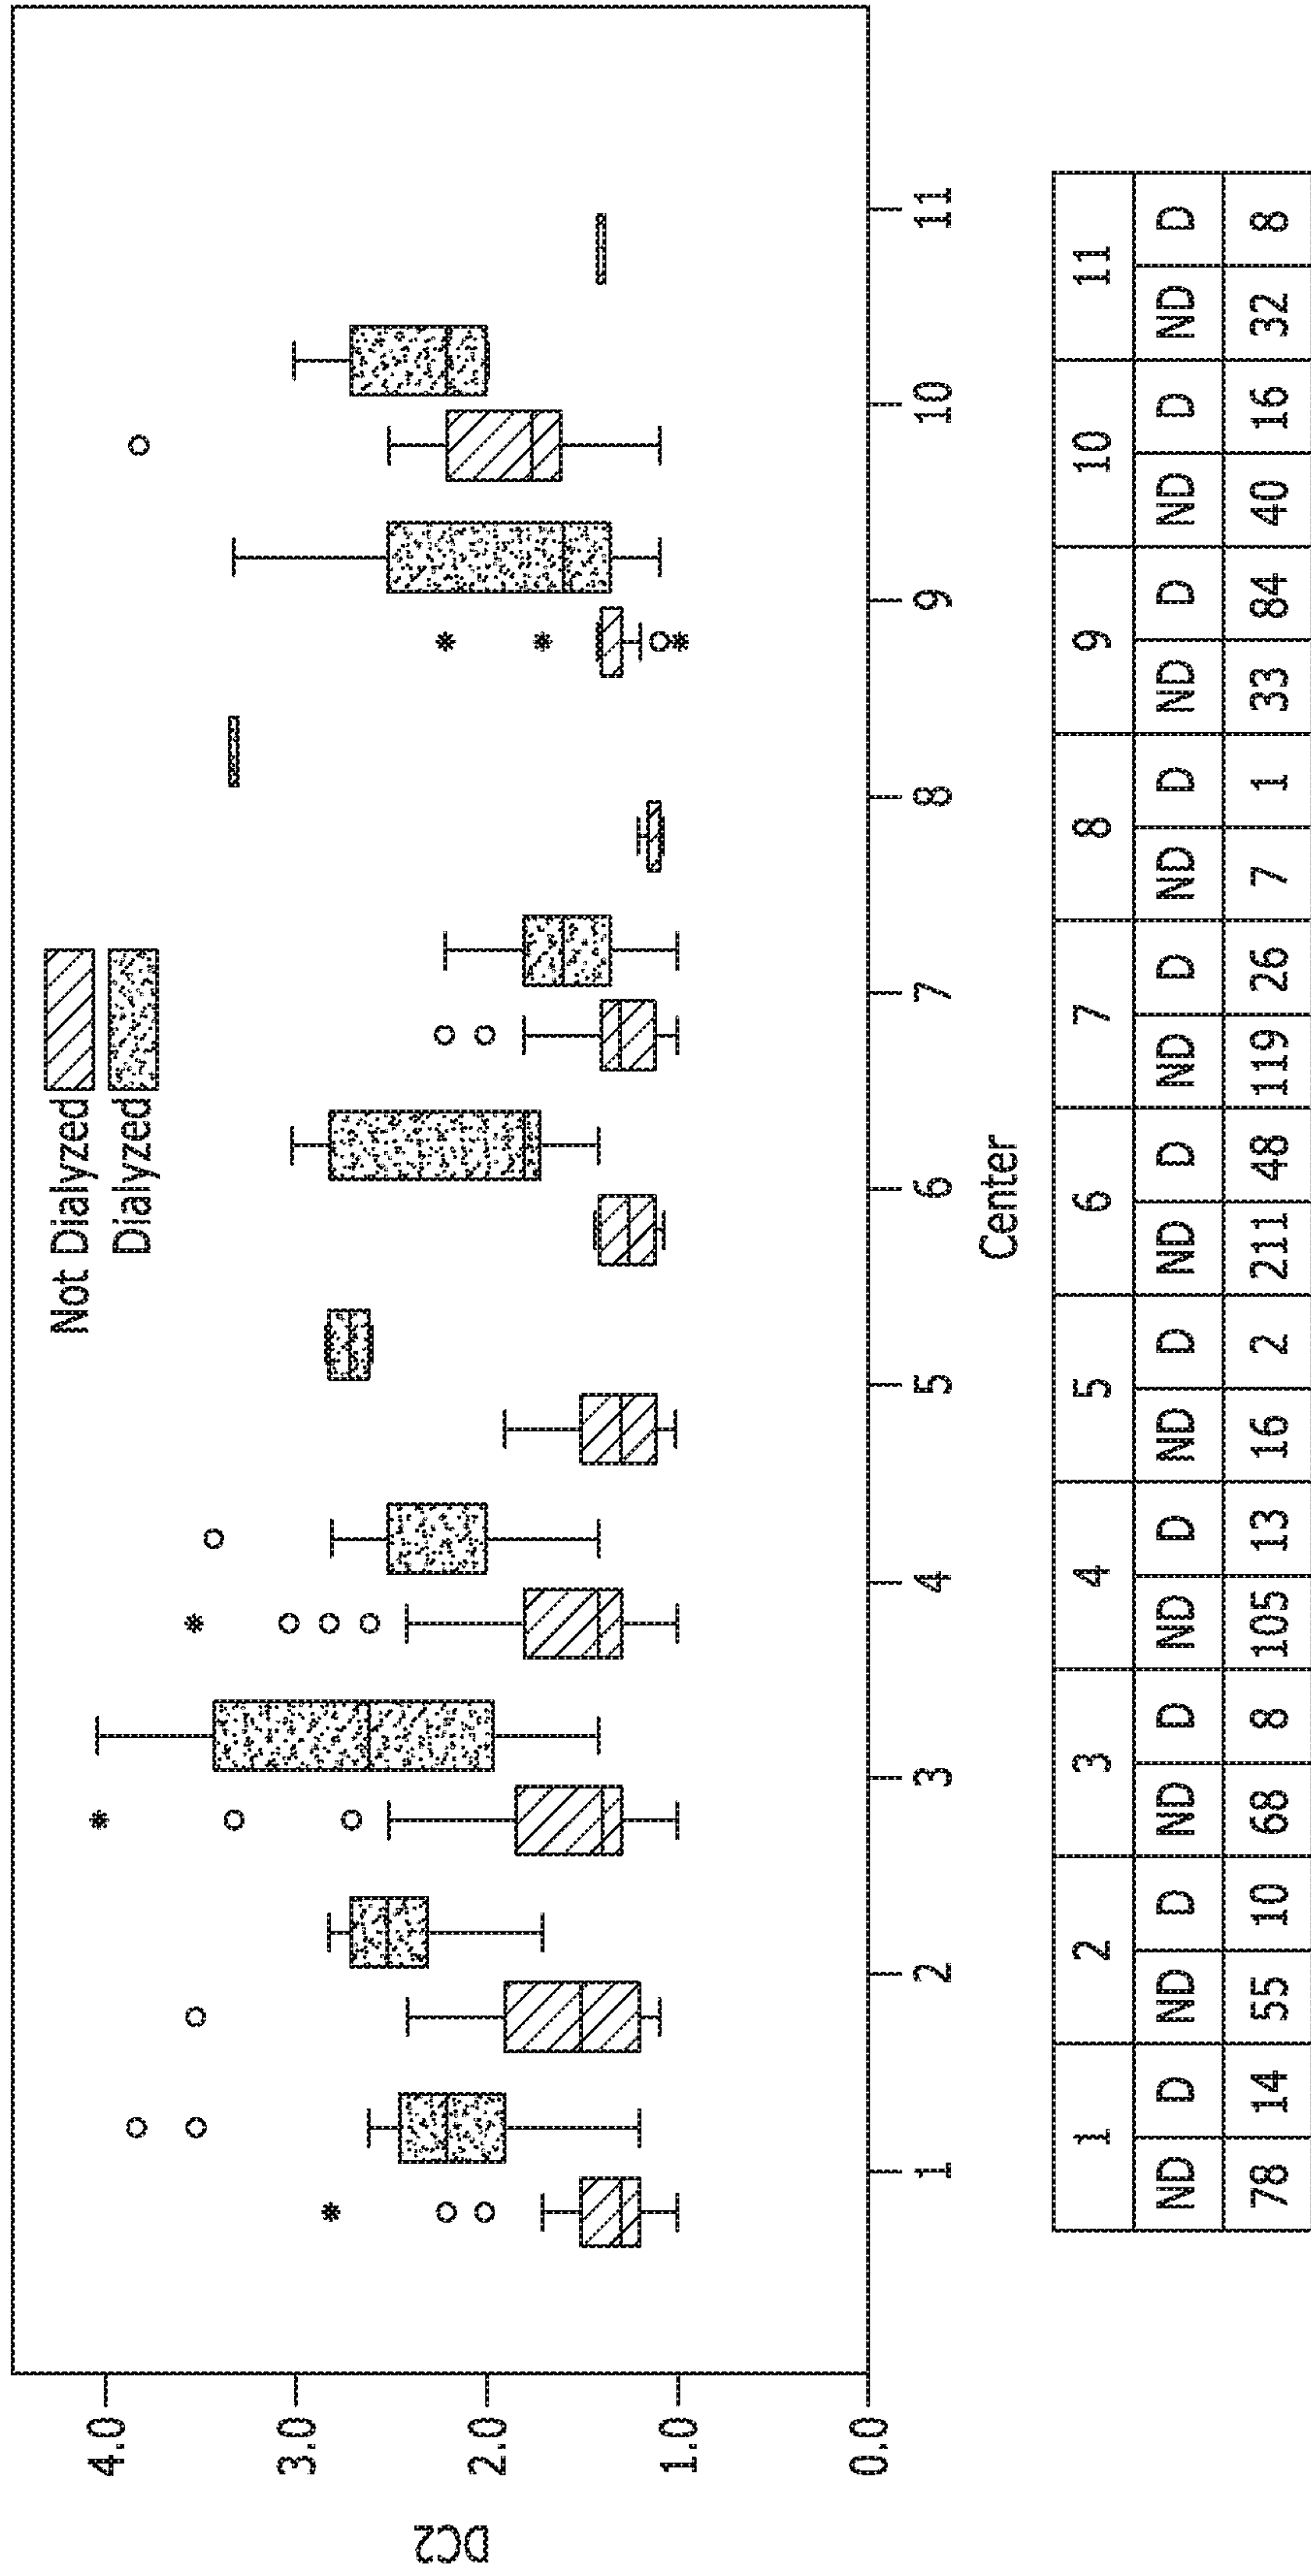 Not Dialyzed
Dialyzed
DC2
4.0
3.0
2.0
1.0
0.0
1 2 3 4 5 6 7 8 9 10 11
Center
1 2 3 4 5 6 7 8 9 10 11
ND D ND D ND D ND D ND D ND D ND D ND D ND D ND D ND D
78 14 55 10 68 8 105 13 16 2 211 48 119 26 7 1 33 84 40 16 32 8